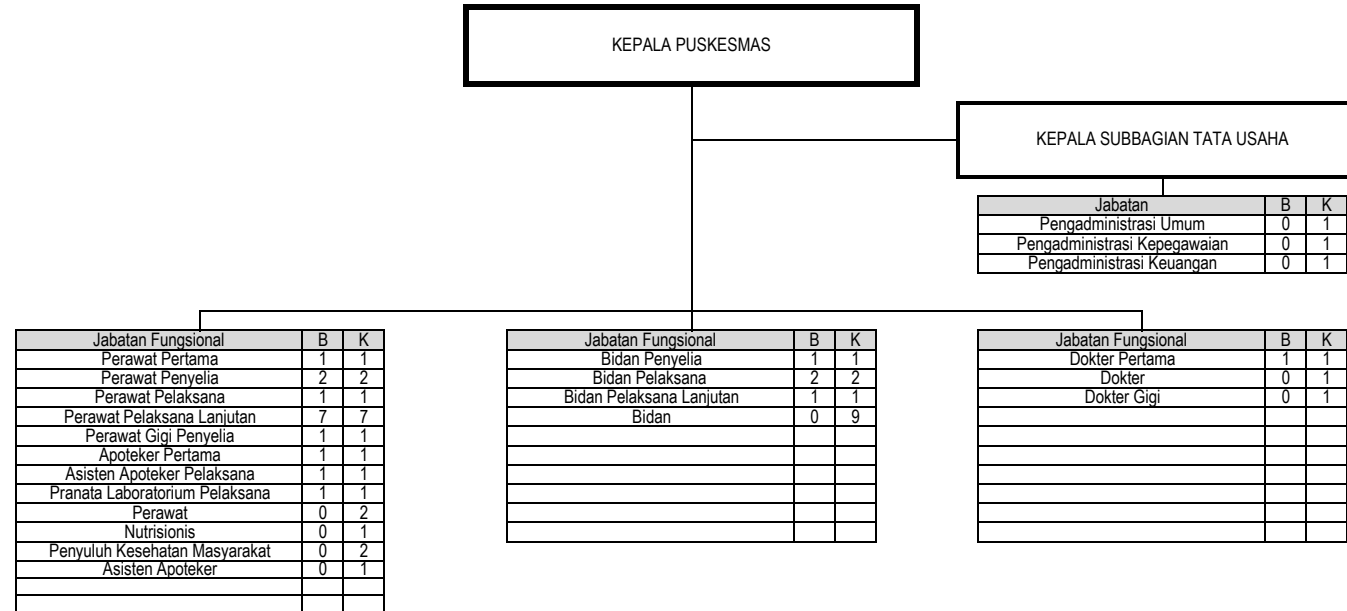 KEPALA PUSKESMAS
KEPALA SUBBAGIAN TATA USAHA
Jabatan B K
Pengadministrasi Umum 0 1
Pengadministrasi Kepegawaian 0 1
Pengadministrasi Keuangan 0 1
Jabatan Fungsional B K
Perawat Pertama 1 1
Perawat Penyelia 2 2
Perawat Pelaksana 1 1
Perawat Pelaksana Lanjutan 7 7
Perawat Gigi Penyelia 1 1
Apoteker Pertama 1 1
Asisten Apoteker Pelaksana 1 1
Pranata Laboratorium Pelaksana 1 1
Perawat 0 2
Nutrisionis 0 1
Penyuluh Kesehatan Masyarakat 0 2
Asisten Apoteker 0 1
Jabatan Fungsional B K
Bidan Penyelia 1 1
Bidan Pelaksana 2 2
Bidan Pelaksana Lanjutan 1 1
Bidan 0 9
Jabatan Fungsional B K
Dokter Pertama 1 1
Dokter 0 1
Dokter Gigi 0 1